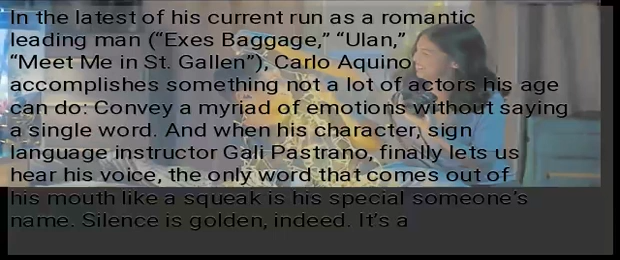 In the latest of his current run as a romantic
leading man (“Exes Baggage,” “Ulan,”
“Meet Me in St. Gallen”), Carlo Aquino
accomplishes something not a lot of actors his age
can do: Convey a myriad of emotions without saying
a single word. And when his character, sign
language instructor Gali Pastrano, finally lets us
hear his voice, the only word that comes out of
his mouth like a squeak is his special someone’s
name. Silence is golden, indeed. It’s a